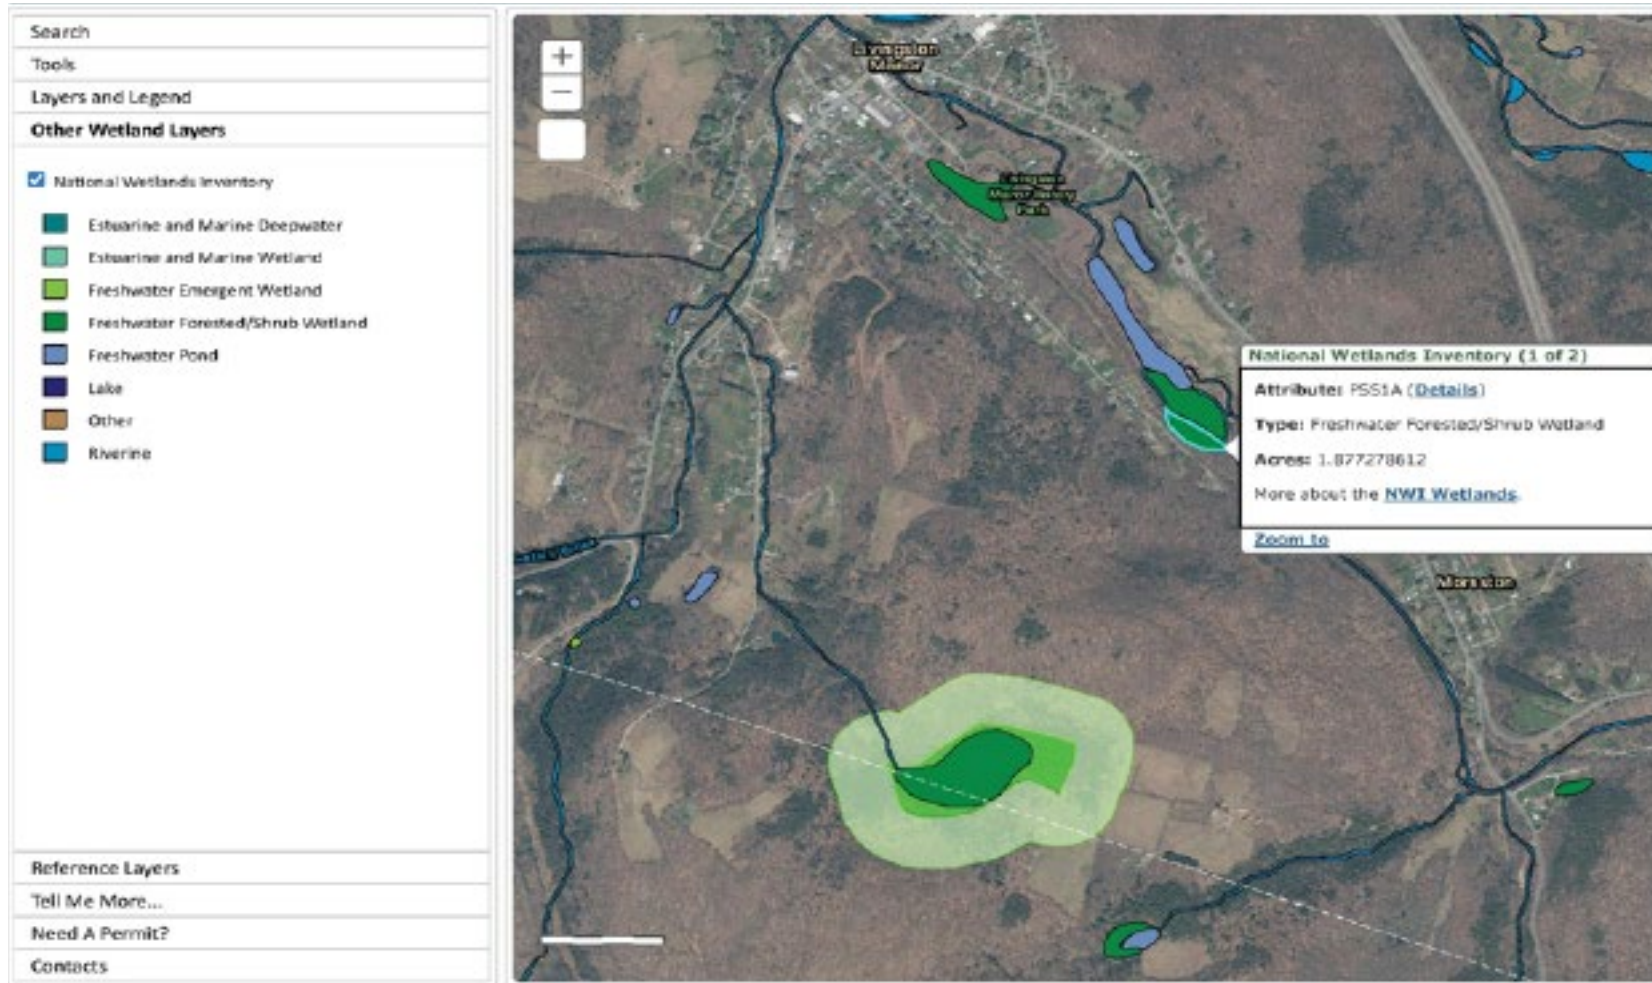 Search
Tools
Layers and Legend
Other Wetland Layers
National Wetlands Inventory
Estuarine and Marine Deepwater
Estuarine and Marine Wetland
Freshwater Emergent Wetland
Freshwater Forested/Shrub Wetland
Freshwater Pond
Lake
Other
Riverine
Reference Layers
Tell Me More...
Need A Permit?
Contacts
+
−
Livingston
Manor
Livingston
Manor
Park
National Wetlands Inventory (1 of 2)
Attribute: PSS1A (Details)
Type: Freshwater Forested/Shrub Wetland
Acres: 1.877278612
More about the NWI Wetlands.
Zoom to
Morsston